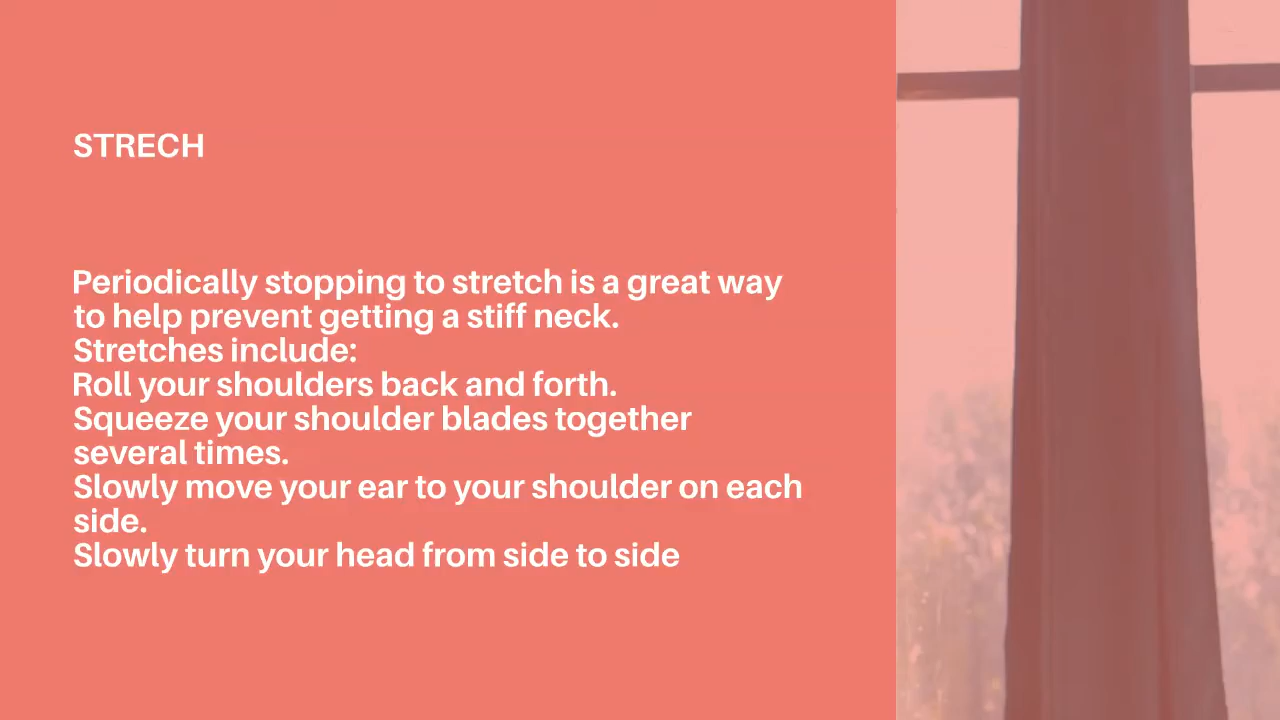 STRECH
Periodically stopping to stretch is a great way
to help prevent getting a stiff neck.
Stretches include:
Roll your shoulders back and forth.
Squeeze your shoulder blades together
several times.
Slowly move your ear to your shoulder on each
side.
Slowly turn your head from side to side